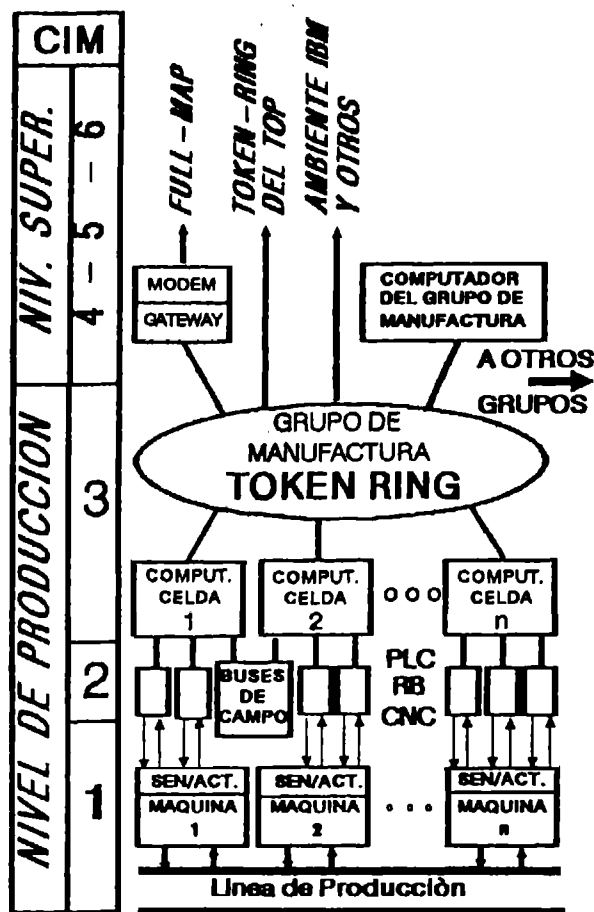 CIM
NIV. SUPER.
4 - 5 - 6
FULL-MAP
TOKEN-RING
DEL TOP
AMBIENTE IBM
Y OTROS
MODEM
GATEWAY
COMPUTADOR
DEL GRUPO DE
MANUFACTURA
A OTROS
GRUPOS
GRUPO DE
MANUFACTURA
TOKEN RING
NIVEL DE PRODUCCION
3
COMPUT.
CELDA
1
COMPUT.
CELDA
2
COMPUT.
CELDA
n
2
BUSES
DE
CAMPO
PLC
RB
CNC
1
SEN/ACT.
MAQUINA
1
SEN/ACT.
MAQUINA
2
SEN/ACT.
MAQUINA
n
Linea de Producciòn